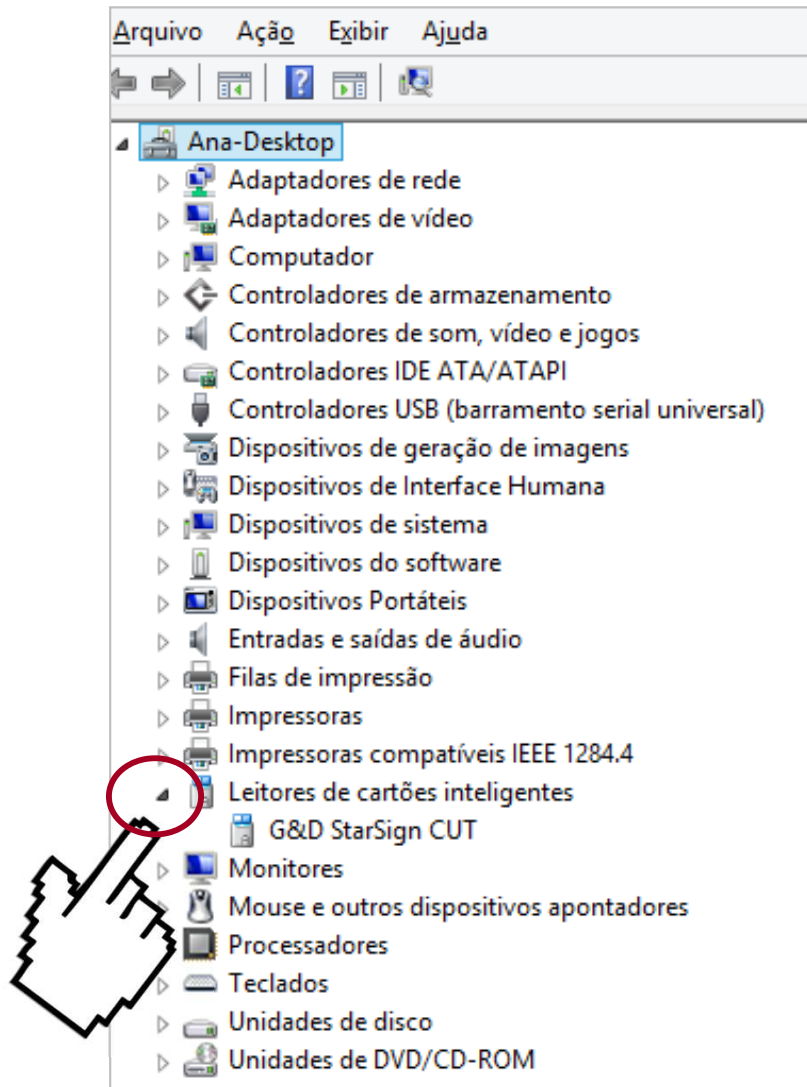 Arquivo Ação Exibir Ajuda
?
Ana-Desktop
Adaptadores de rede
Adaptadores de vídeo
Computador
Controladores de armazenamento
Controladores de som, vídeo e jogos
Controladores IDE ATA/ATAPI
Controladores USB (barramento serial universal)
Dispositivos de geração de imagens
Dispositivos de Interface Humana
Dispositivos de sistema
Dispositivos do software
Dispositivos Portáteis
Entradas e saídas de áudio
Filas de impressão
Impressoras
Impressoras compatíveis IEEE 1284.4
Leitores de cartões inteligentes
G&D StarSign CUT
Monitores
Mouse e outros dispositivos apontadores
Processadores
Teclados
Unidades de disco
Unidades de DVD/CD-ROM